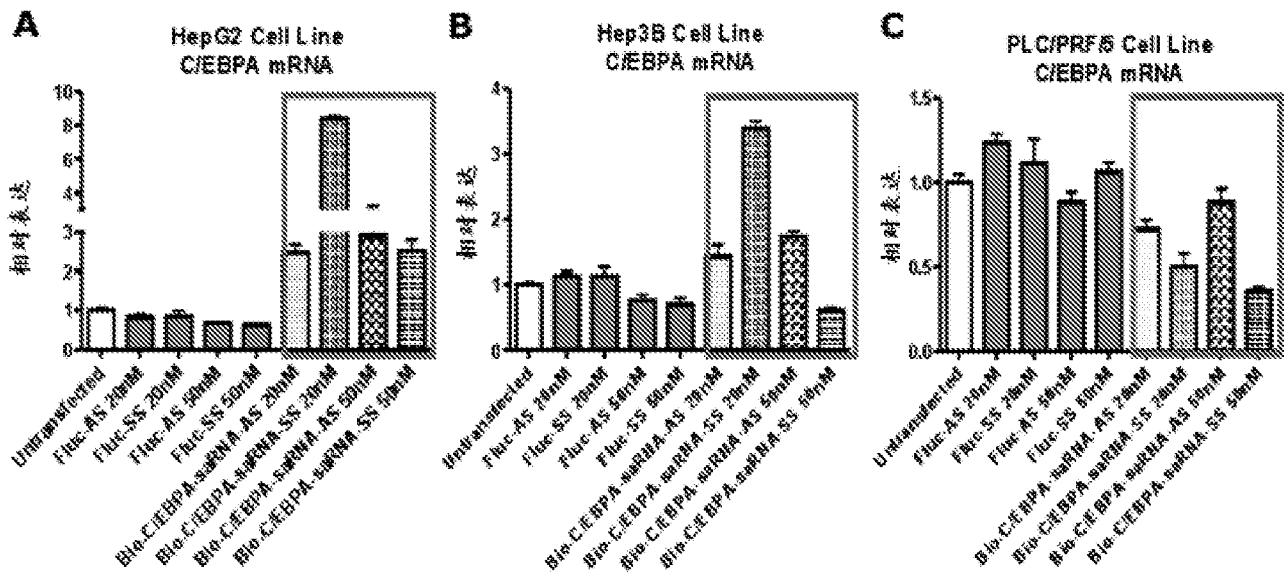 A
HepG2 Cell Line
C/EBPA mRNA
相对表达
10
8
6
4
3
2
1
0
Untransfected
Fluc-AS 20nM
Fluc-SS 20nM
Fluc-AS 50nM
Fluc-SS 50nM
Bio-C/EBPA-saRNA-AS 20nM
Bio-C/EBPA-saRNA-SS 20nM
Bio-C/EBPA-saRNA-AS 50nM
Bio-C/EBPA-saRNA-SS 50nM
B
Hep3B Cell Line
C/EBPA mRNA
相对表达
4
3
2
1
0
Untransfected
Fluc-AS 20nM
Fluc-SS 20nM
Fluc-AS 50nM
Fluc-SS 50nM
Bio-C/EBPA-saRNA-AS 20nM
Bio-C/EBPA-saRNA-SS 20nM
Bio-C/EBPA-saRNA-AS 50nM
Bio-C/EBPA-saRNA-SS 50nM
C
PLC/PRF/5 Cell Line
C/EBPA mRNA
相对表达
1.5
1.0
0.5
0.0
Untransfected
Fluc-AS 20nM
Fluc-SS 20nM
Fluc-AS 50nM
Fluc-SS 50nM
Bio-C/EBPA-saRNA-AS 20nM
Bio-C/EBPA-saRNA-SS 20nM
Bio-C/EBPA-saRNA-AS 50nM
Bio-C/EBPA-saRNA-SS 50nM